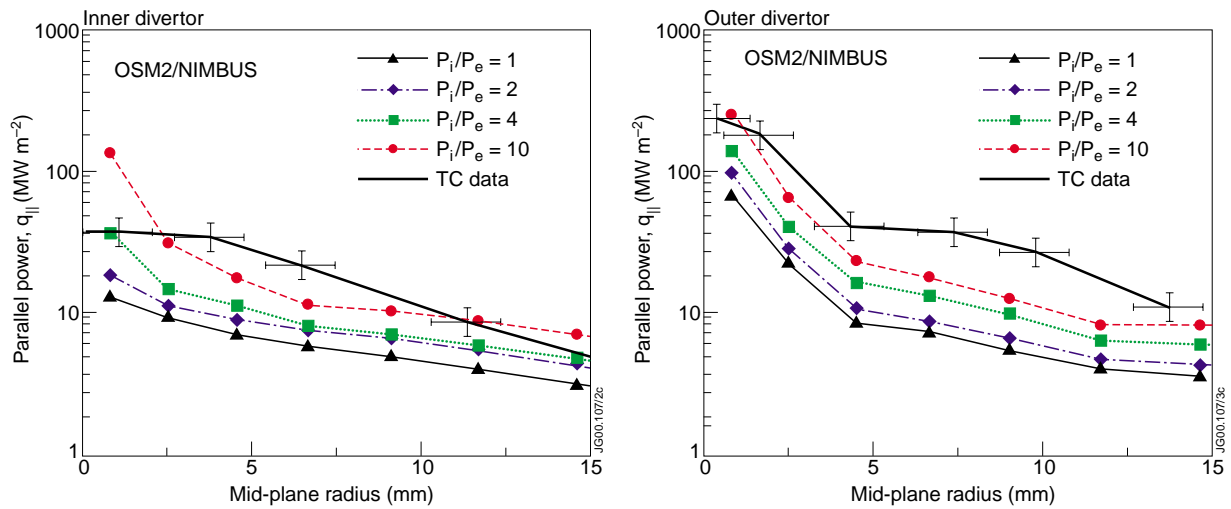 Inner divertor
OSM2/NIMBUS
Pi/Pe = 1
Pi/Pe = 2
Pi/Pe = 4
Pi/Pe = 10
TC data
1000
100
10
1
Parallel power, q|| (MW m–2)
0
5
10
15
Mid-plane radius (mm)
JG00.107/2c
Outer divertor
OSM2/NIMBUS
Pi/Pe = 1
Pi/Pe = 2
Pi/Pe = 4
Pi/Pe = 10
TC data
1000
100
10
1
Parallel power, q|| (MW m–2)
0
5
10
15
Mid-plane radius (mm)
JG00.107/3c